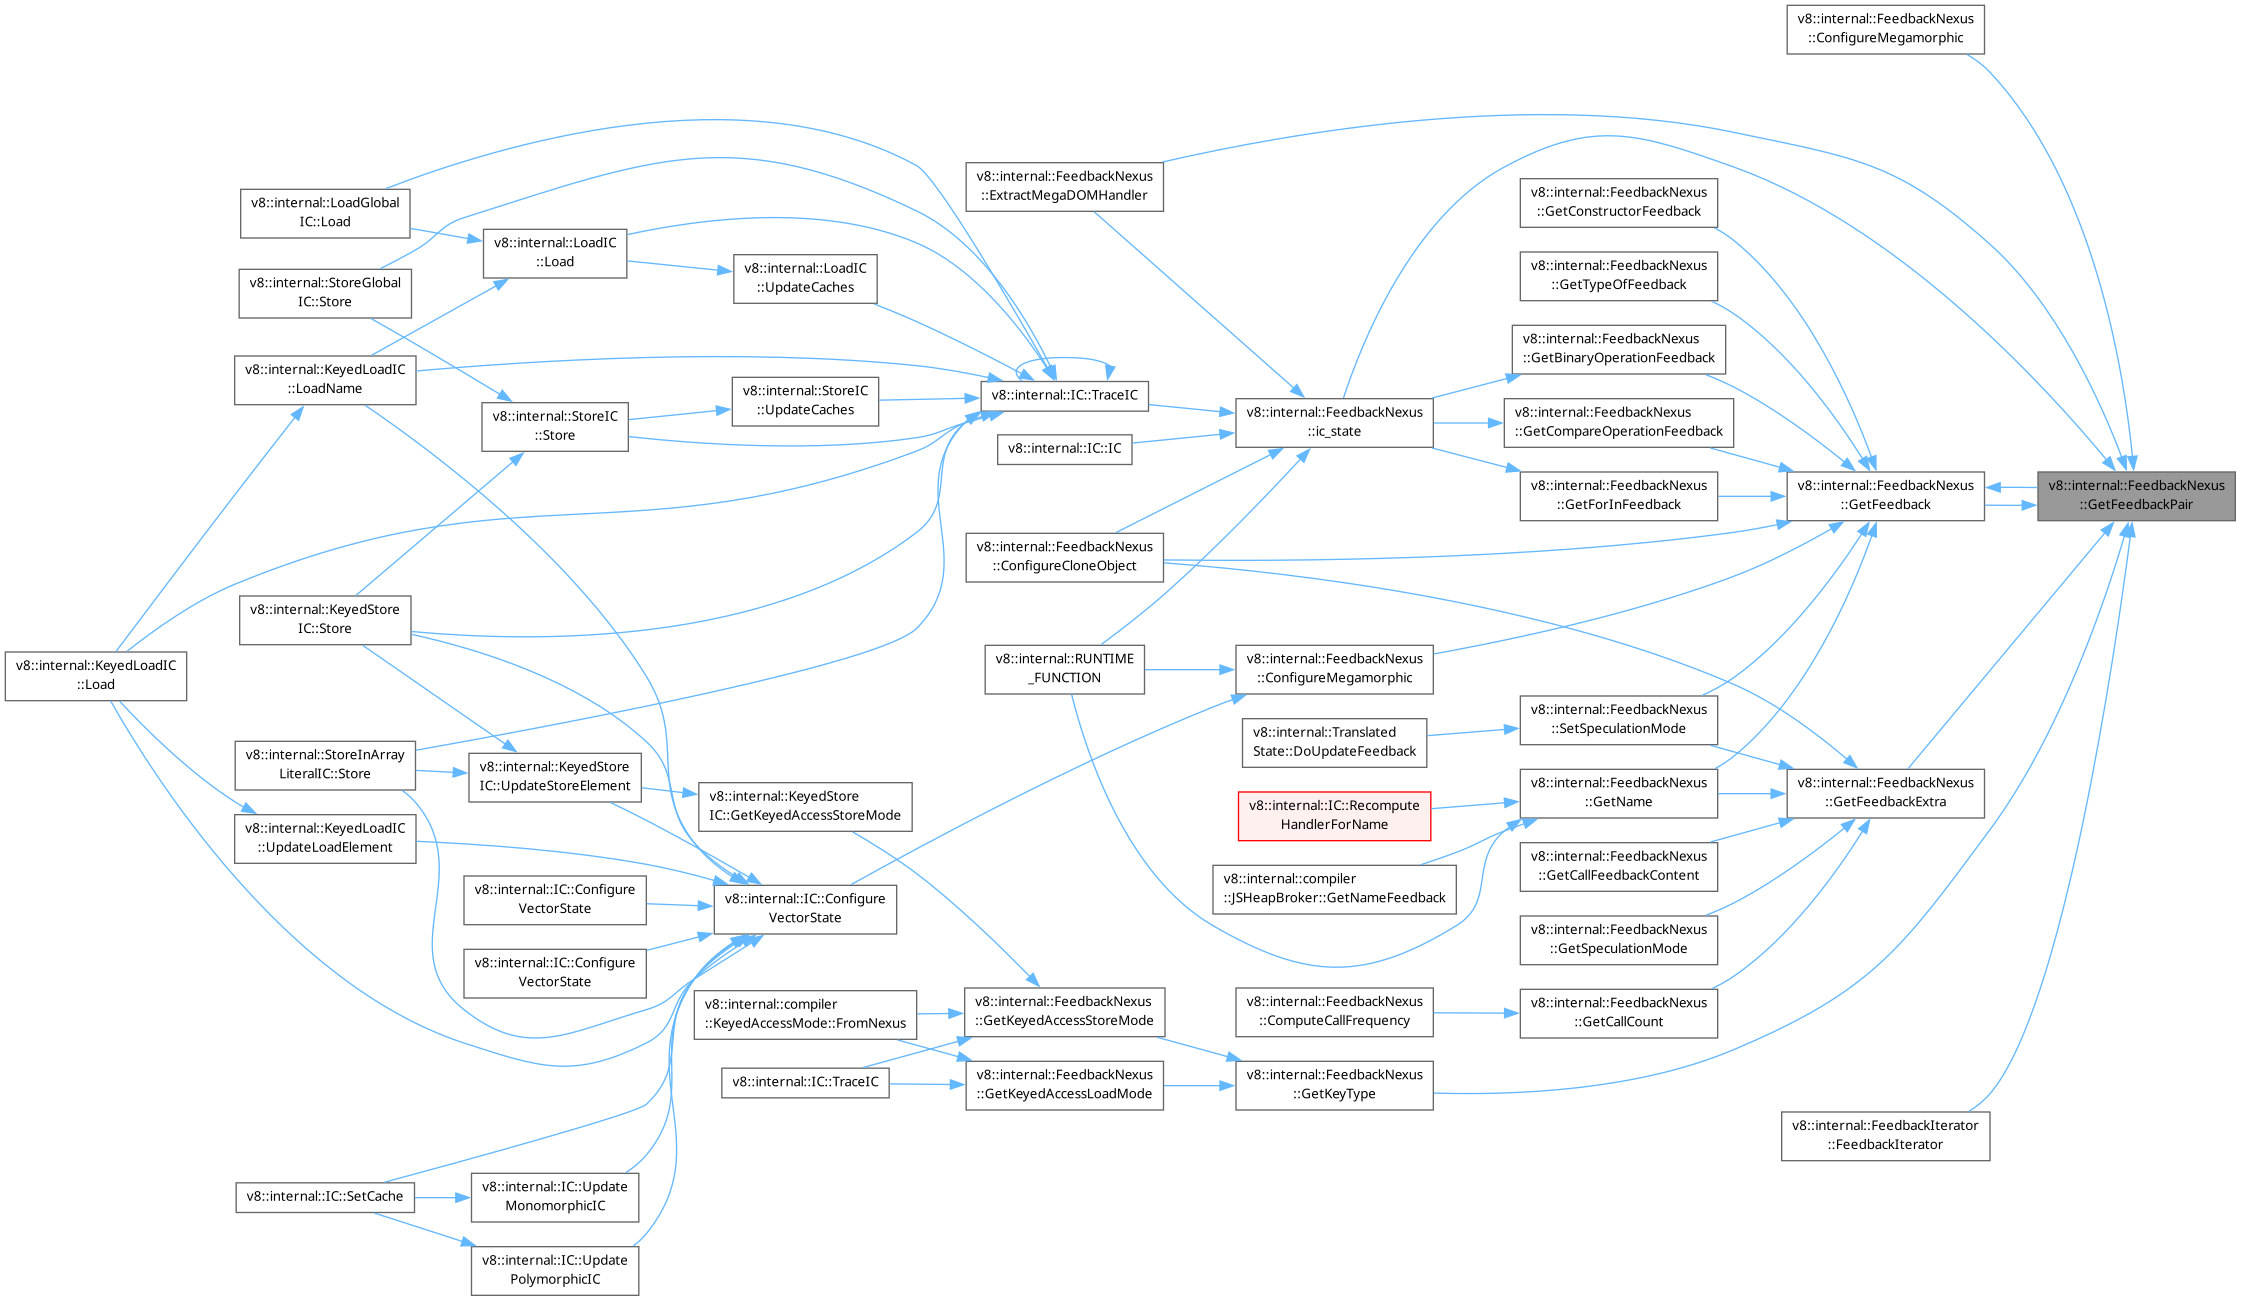 v8::internal::FeedbackNexus
::ConfigureMegamorphic
v8::internal::FeedbackNexus
::ExtractMegaDOMHandler
v8::internal::LoadGlobal
IC::Load
v8::internal::FeedbackNexus
::GetConstructorFeedback
v8::internal::LoadIC
::Load
v8::internal::LoadIC
::UpdateCaches
v8::internal::FeedbackNexus
::GetTypeOfFeedback
v8::internal::StoreGlobal
IC::Store
v8::internal::FeedbackNexus
::GetBinaryOperationFeedback
v8::internal::KeyedLoadIC
::LoadName
v8::internal::StoreIC
::UpdateCaches
v8::internal::IC::TraceIC
v8::internal::StoreIC
::Store
v8::internal::FeedbackNexus
::ic_state
v8::internal::FeedbackNexus
::GetCompareOperationFeedback
v8::internal::IC::IC
v8::internal::FeedbackNexus
::GetForInFeedback
v8::internal::FeedbackNexus
::GetFeedback
v8::internal::FeedbackNexus
::GetFeedbackPair
v8::internal::FeedbackNexus
::ConfigureCloneObject
v8::internal::KeyedStore
IC::Store
v8::internal::KeyedLoadIC
::Load
v8::internal::RUNTIME
_FUNCTION
v8::internal::FeedbackNexus
::ConfigureMegamorphic
v8::internal::FeedbackNexus
::SetSpeculationMode
v8::internal::Translated
State::DoUpdateFeedback
v8::internal::StoreInArray
LiteralIC::Store
v8::internal::KeyedStore
IC::UpdateStoreElement
v8::internal::KeyedStore
IC::GetKeyedAccessStoreMode
v8::internal::IC::Recompute
HandlerForName
v8::internal::FeedbackNexus
::GetName
v8::internal::FeedbackNexus
::GetFeedbackExtra
v8::internal::KeyedLoadIC
::UpdateLoadElement
v8::internal::FeedbackNexus
::GetCallFeedbackContent
v8::internal::compiler
::JSHeapBroker::GetNameFeedback
v8::internal::IC::Configure
VectorState
v8::internal::IC::Configure
VectorState
v8::internal::FeedbackNexus
::GetSpeculationMode
v8::internal::IC::Configure
VectorState
v8::internal::compiler
::KeyedAccessMode::FromNexus
v8::internal::FeedbackNexus
::GetKeyedAccessStoreMode
v8::internal::FeedbackNexus
::ComputeCallFrequency
v8::internal::FeedbackNexus
::GetCallCount
v8::internal::IC::TraceIC
v8::internal::FeedbackNexus
::GetKeyedAccessLoadMode
v8::internal::FeedbackNexus
::GetKeyType
v8::internal::FeedbackIterator
::FeedbackIterator
v8::internal::IC::SetCache
v8::internal::IC::Update
MonomorphicIC
v8::internal::IC::Update
PolymorphicIC